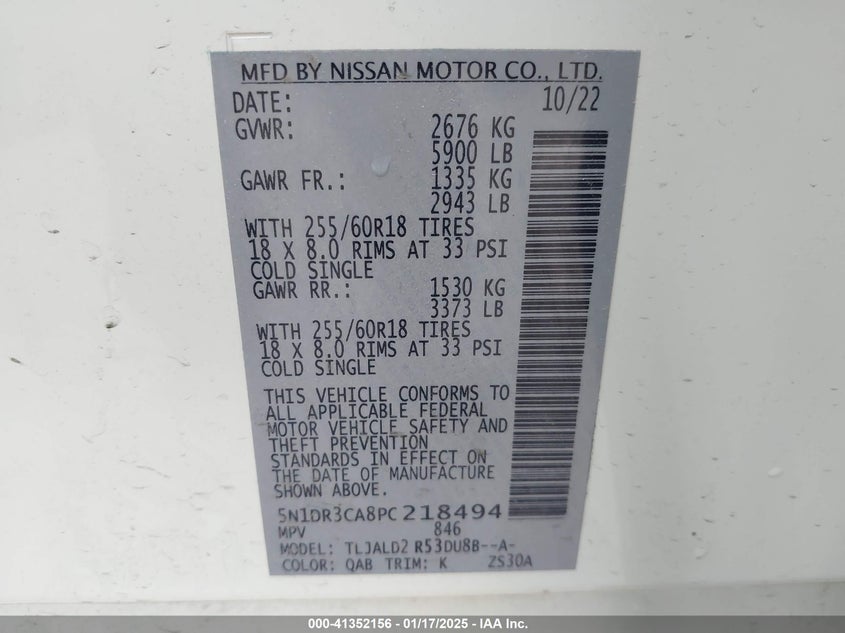 MFD BY NISSAN MOTOR CO., LTD.
DATE: 10/22
GVWR: 2676 KG
5900 LB
GAWR FR.: 1335 KG
2943 LB
WITH 255/60R18 TIRES
18 X 8.0 RIMS AT 33 PSI
COLD SINGLE
GAWR RR.: 1530 KG
3373 LB
WITH 255/60R18 TIRES
18 X 8.0 RIMS AT 33 PSI
COLD SINGLE
THIS VEHICLE CONFORMS TO
ALL APPLICABLE FEDERAL
MOTOR VEHICLE SAFETY AND
THEFT PREVENTION
STANDARDS IN EFFECT ON
THE DATE OF MANUFACTURE
SHOWN ABOVE.
5N1DR3CA8PC218494
MPV 846
MODEL: TLJALD2 R53DU8B--A-
COLOR: QAB TRIM: K ZS30A
000-41352156 - 01/17/2025 - IAA Inc.